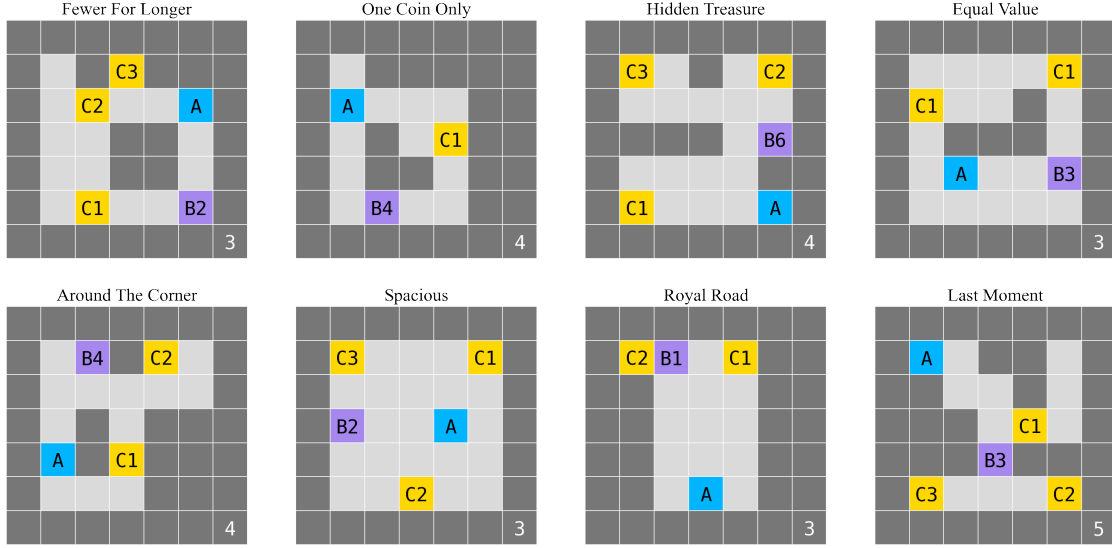 Fewer For Longer
One Coin Only
Hidden Treasure
Equal Value
C3
C3
C2
C1
C2
A
A
C1
C1
B6
A
B3
C1
B2
B4
C1
A
3
4
4
3
Around The Corner
Spacious
Royal Road
Last Moment
B4
C2
C3
C1
C2
B1
C1
A
B2
A
C1
A
C1
B3
C2
A
C3
C2
4
3
3
5